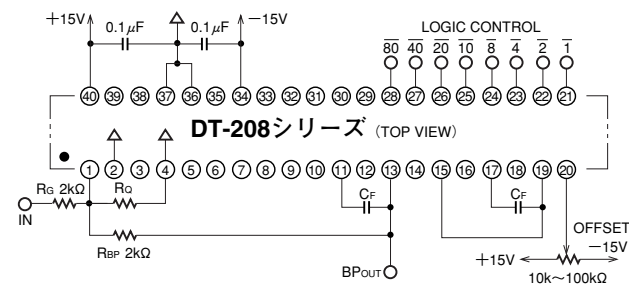 +15V 0.1μF 0.1μF −15V
LOGIC CONTROL
80 40 20 10 8 4 2 1
40 39 38 37 36 35 34 33 32 31 30 29 28 27 26 25 24 23 22 21
DT-208シリーズ (TOP VIEW)
1 2 3 4 5 6 7 8 9 10 11 12 13 14 15 16 17 18 19 20
RG 2kΩ RQ CF CF
IN
RBP 2kΩ
OFFSET
+15V −15V
BPOUT
10k〜100kΩ